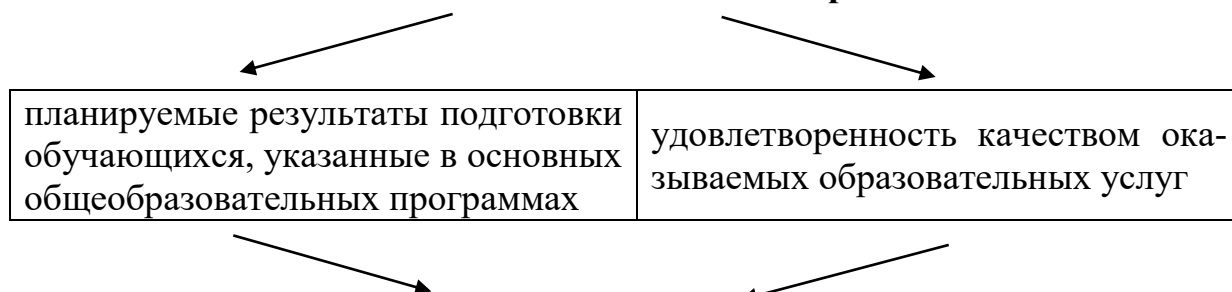 планируемые результаты подготовки
обучающихся, указанные в основных
общеобразовательных программах
удовлетворенность качеством ока-
зываемых образовательных услуг